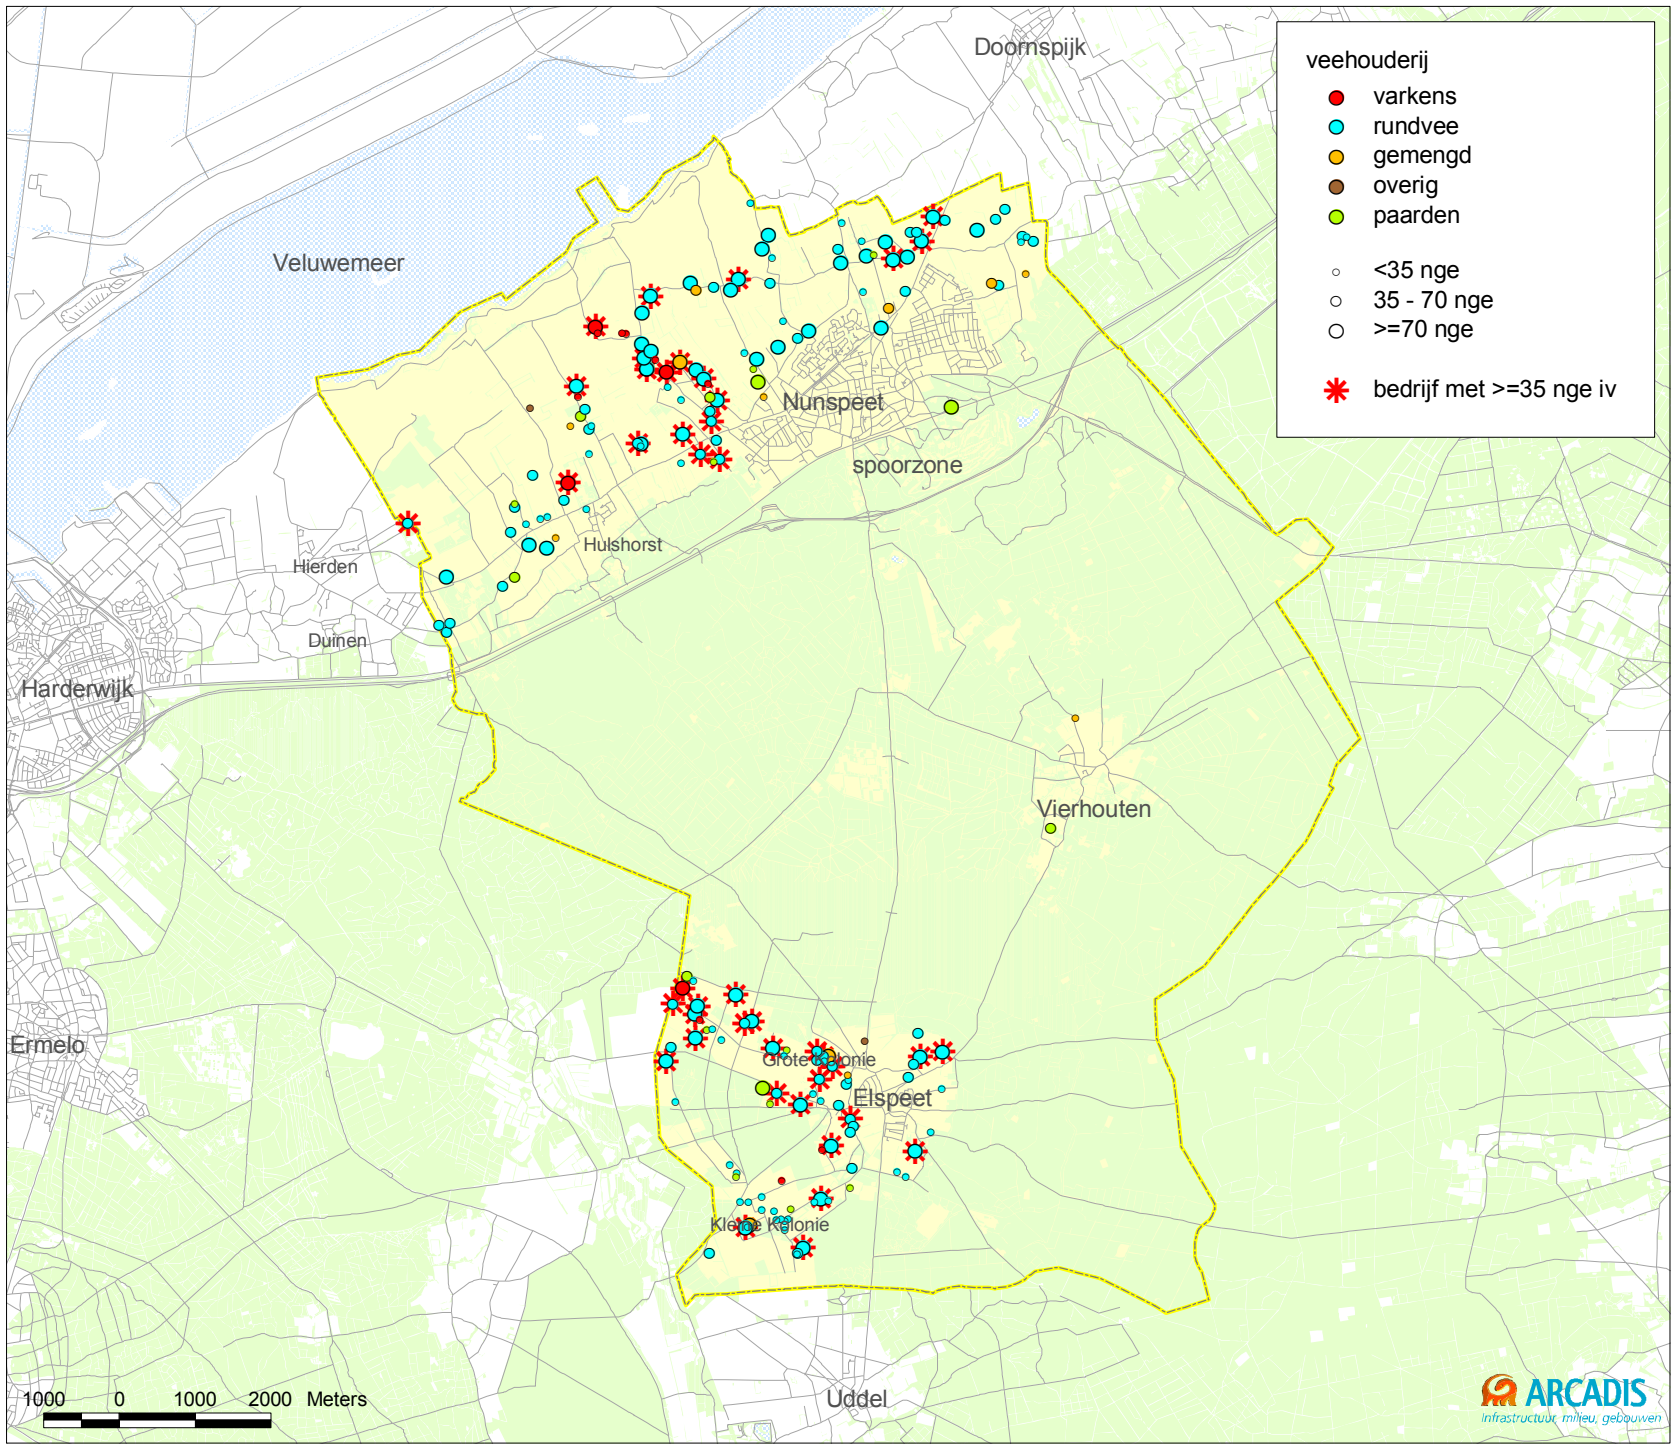 Doornspijk
veehouderij
varkens
rundvee
gemengd
overig
paarden
<35 nge
35 - 70 nge
>=70 nge
bedrijf met >=35 nge iv
Veluwemeer
Nunspeet
spoorzone
Hulshorst
Hierden
Duinen
Harderwijk
Vierhouten
Ermelo
Grote Kolonie
Elspeet
Kleine Kolonie
Uddel
1000 0 1000 2000 Meters
ARCADIS
Infrastructuur, milieu, gebouwen